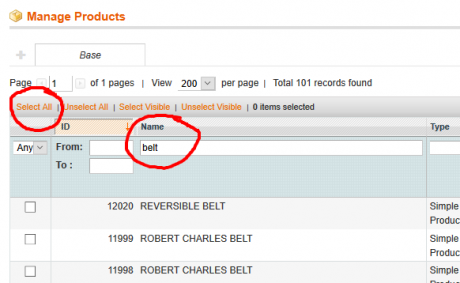 Manage Products
Base
Page 1 of 1 pages | View 200 per page | Total 101 records found
Select All | Unselect All | Select Visible | Unselect Visible | 0 items selected
ID Name Type
Any From: belt
To :
12020 REVERSIBLE BELT Simple Produc
11999 ROBERT CHARLES BELT Simple Produc
11998 ROBERT CHARLES BELT Simple Produc